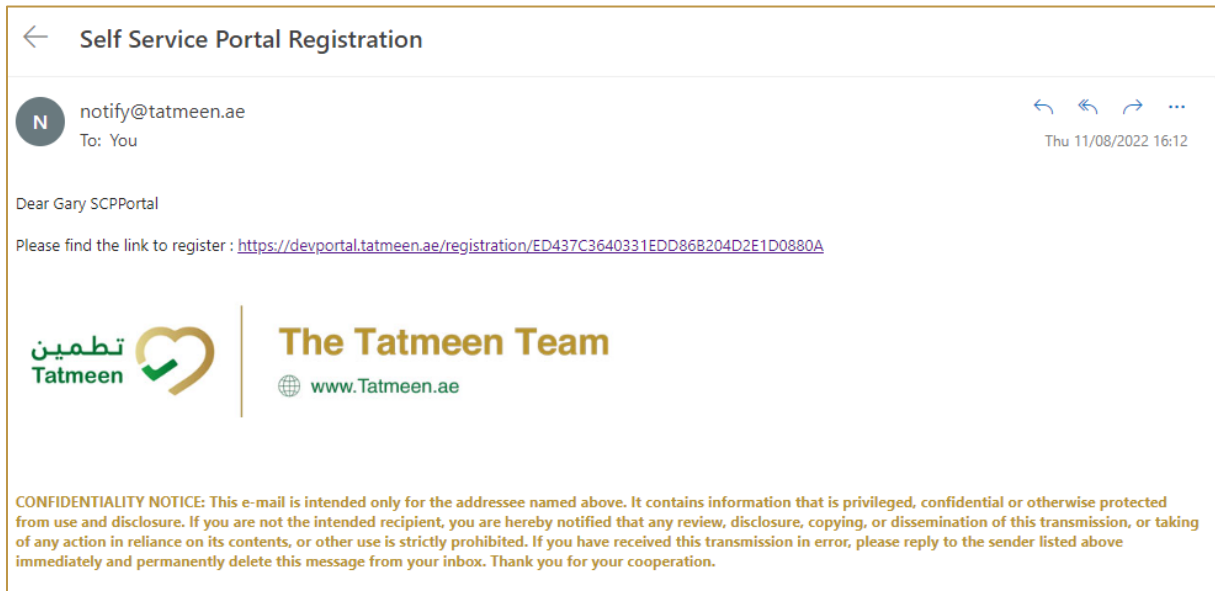 Self Service Portal Registration
N
notify@tatmeen.ae
To: You
Thu 11/08/2022 16:12
Dear Gary SCPPortal
Please find the link to register : https://devportal.tatmeen.ae/registration/ED437C3640331EDD86B204D2E1D0880A
تطمين
Tatmeen
The Tatmeen Team
www.Tatmeen.ae
CONFIDENTIALITY NOTICE: This e-mail is intended only for the addressee named above. It contains information that is privileged, confidential or otherwise protected
from use and disclosure. If you are not the intended recipient, you are hereby notified that any review, disclosure, copying, or dissemination of this transmission, or taking
of any action in reliance on its contents, or other use is strictly prohibited. If you have received this transmission in error, please reply to the sender listed above
immediately and permanently delete this message from your inbox. Thank you for your cooperation.